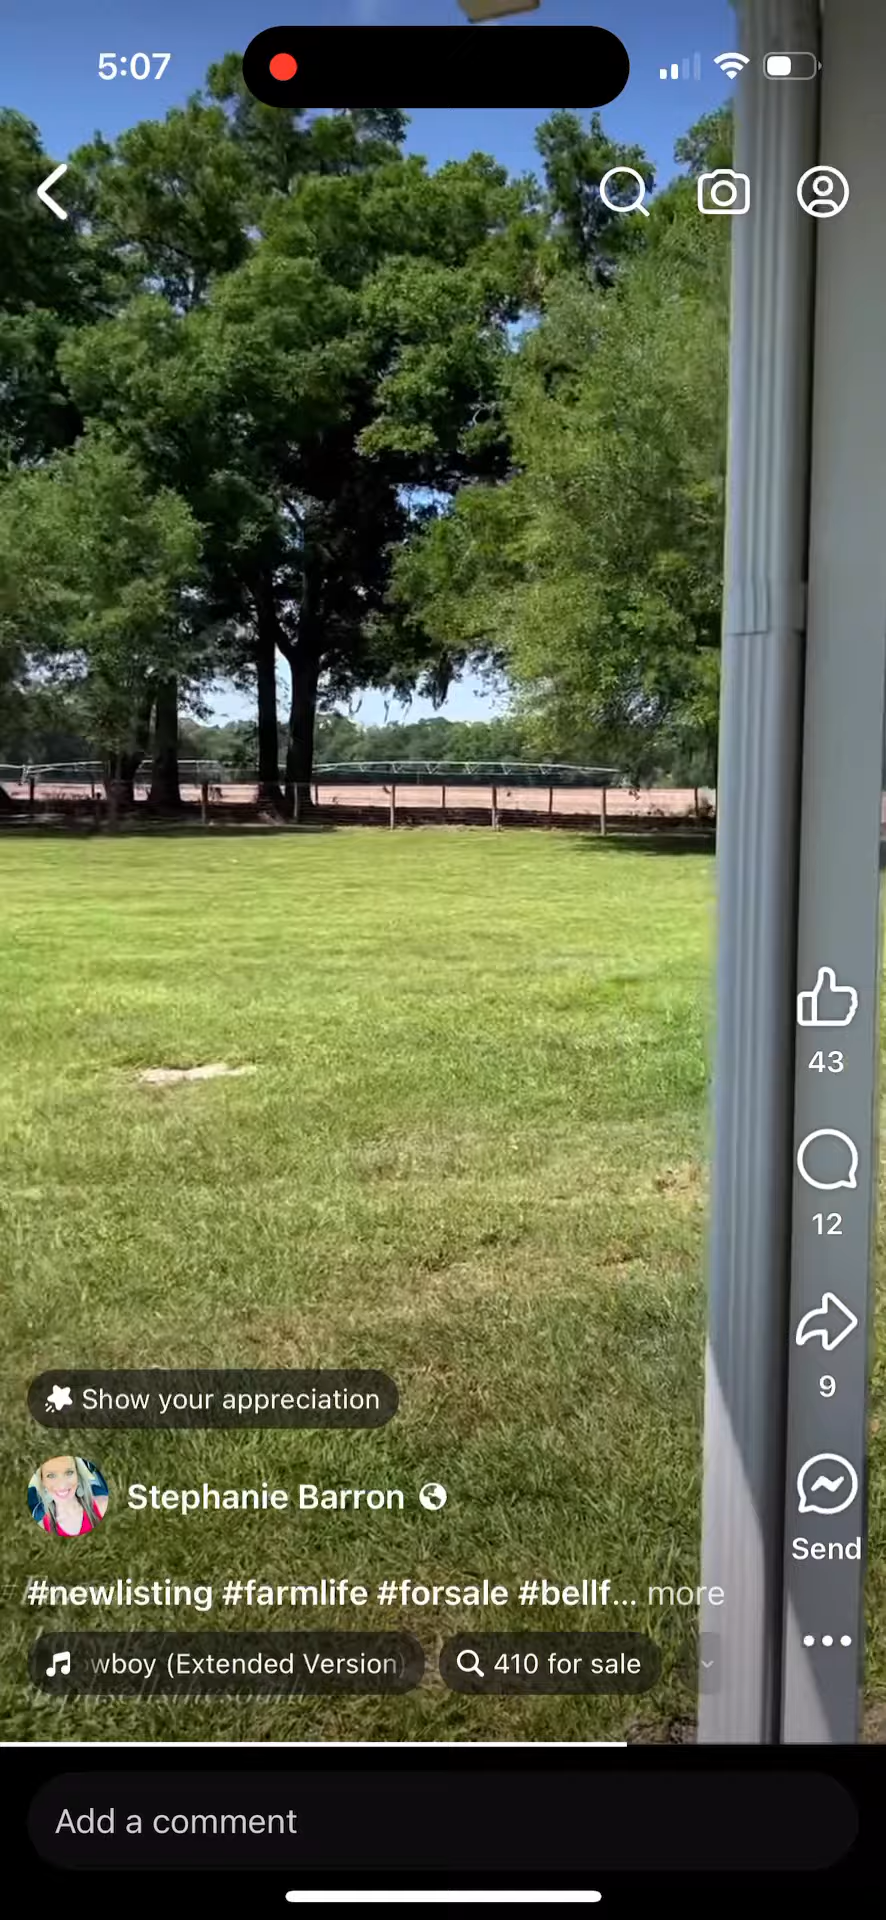 5:07
43
12
9
Show your appreciation
Stephanie Barron
Send
#newlisting #farmlife #forsale #bellf... more
wboy (Extended Version)
410 for sale
Add a comment